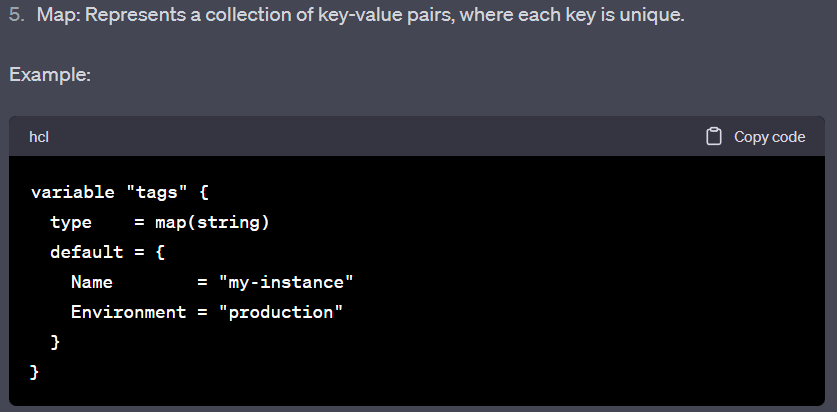 5. Map: Represents a collection of key-value pairs, where each key is unique.
Example:
hcl Copy code
variable "tags" {
  type    = map(string)
  default = {
    Name        = "my-instance"
    Environment = "production"
  }
}